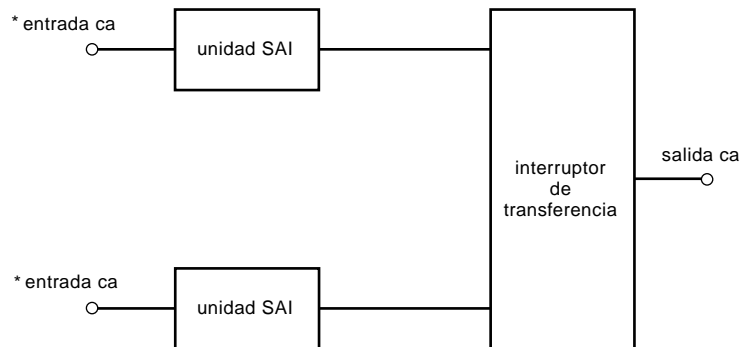 * entrada ca
unidad SAI
interruptor
de
transferencia
salida ca
* entrada ca
unidad SAI